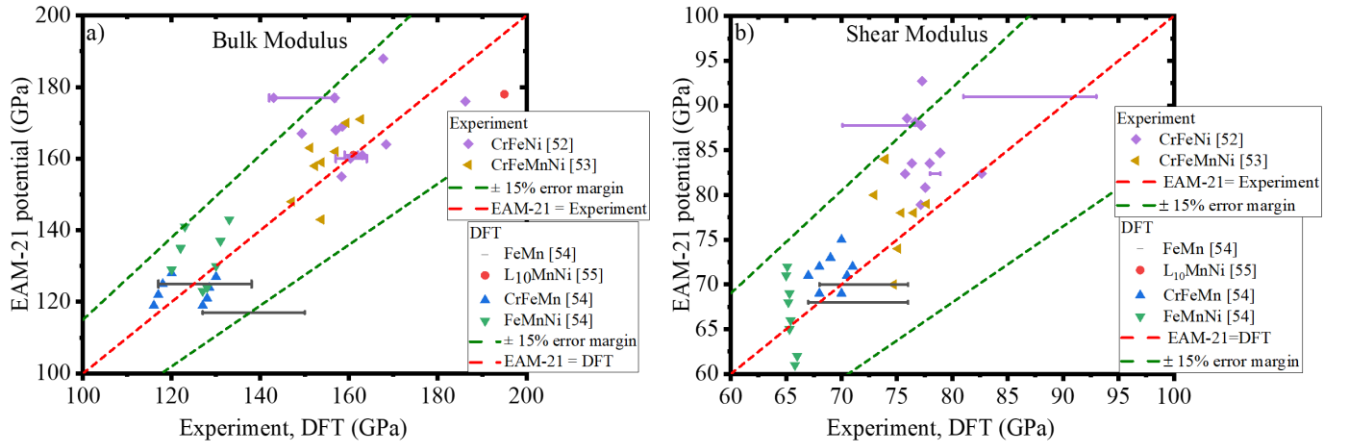 a)
Bulk Modulus
EAM-21 potential (GPa)
200
180
160
140
120
100
100
120
140
160
180
200
Experiment, DFT (GPa)
Experiment
CrFeNi [52]
CrFeMnNi [53]
± 15% error margin
EAM-21 = Experiment
DFT
FeMn [54]
L₁₀MnNi [55]
CrFeMn [54]
FeMnNi [54]
± 15% error margin
EAM-21 = DFT
b)
Shear Modulus
EAM-21 potential (GPa)
100
95
90
85
80
75
70
65
60
60
65
70
75
80
85
90
95
100
Experiment, DFT (GPa)
Experiment
CrFeNi [52]
CrFeMnNi [53]
EAM-21= Experiment
± 15% error margin
DFT
FeMn [54]
L₁₀MnNi [55]
CrFeMn [54]
FeMnNi [54]
EAM-21=DFT
± 15% error margin